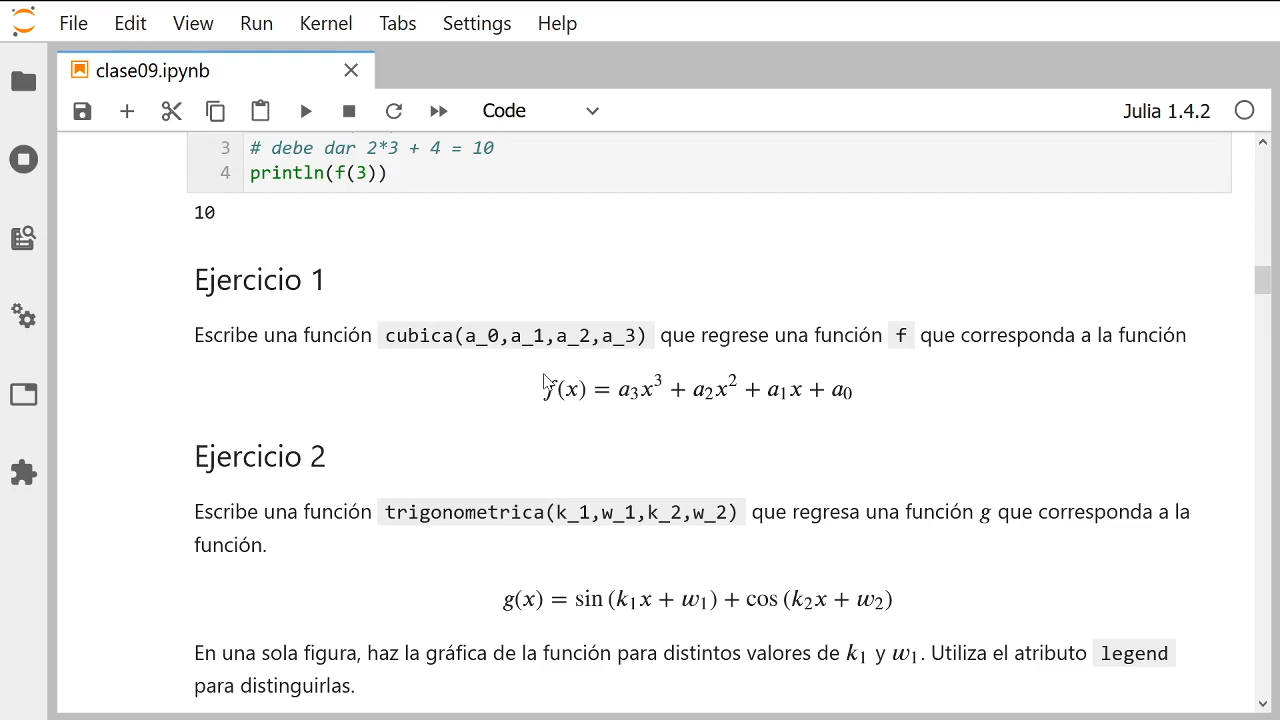 File Edit View Run Kernel Tabs Settings Help
clase09.ipynb
Code Julia 1.4.2
3 # debe dar 2*3 + 4 = 10
4 println(f(3))
10
Ejercicio 1
Escribe una función cubica(a_0,a_1,a_2,a_3) que regrese una función f que corresponda a la función
f(x) = a₃x³ + a₂x² + a₁x + a₀
Ejercicio 2
Escribe una función trigonometrica(k_1,w_1,k_2,w_2) que regresa una función g que corresponda a la
función.
g(x) = sin (k₁x + w₁) + cos (k₂x + w₂)
En una sola figura, haz la gráfica de la función para distintos valores de k₁ y w₁. Utiliza el atributo legend
para distinguirlas.